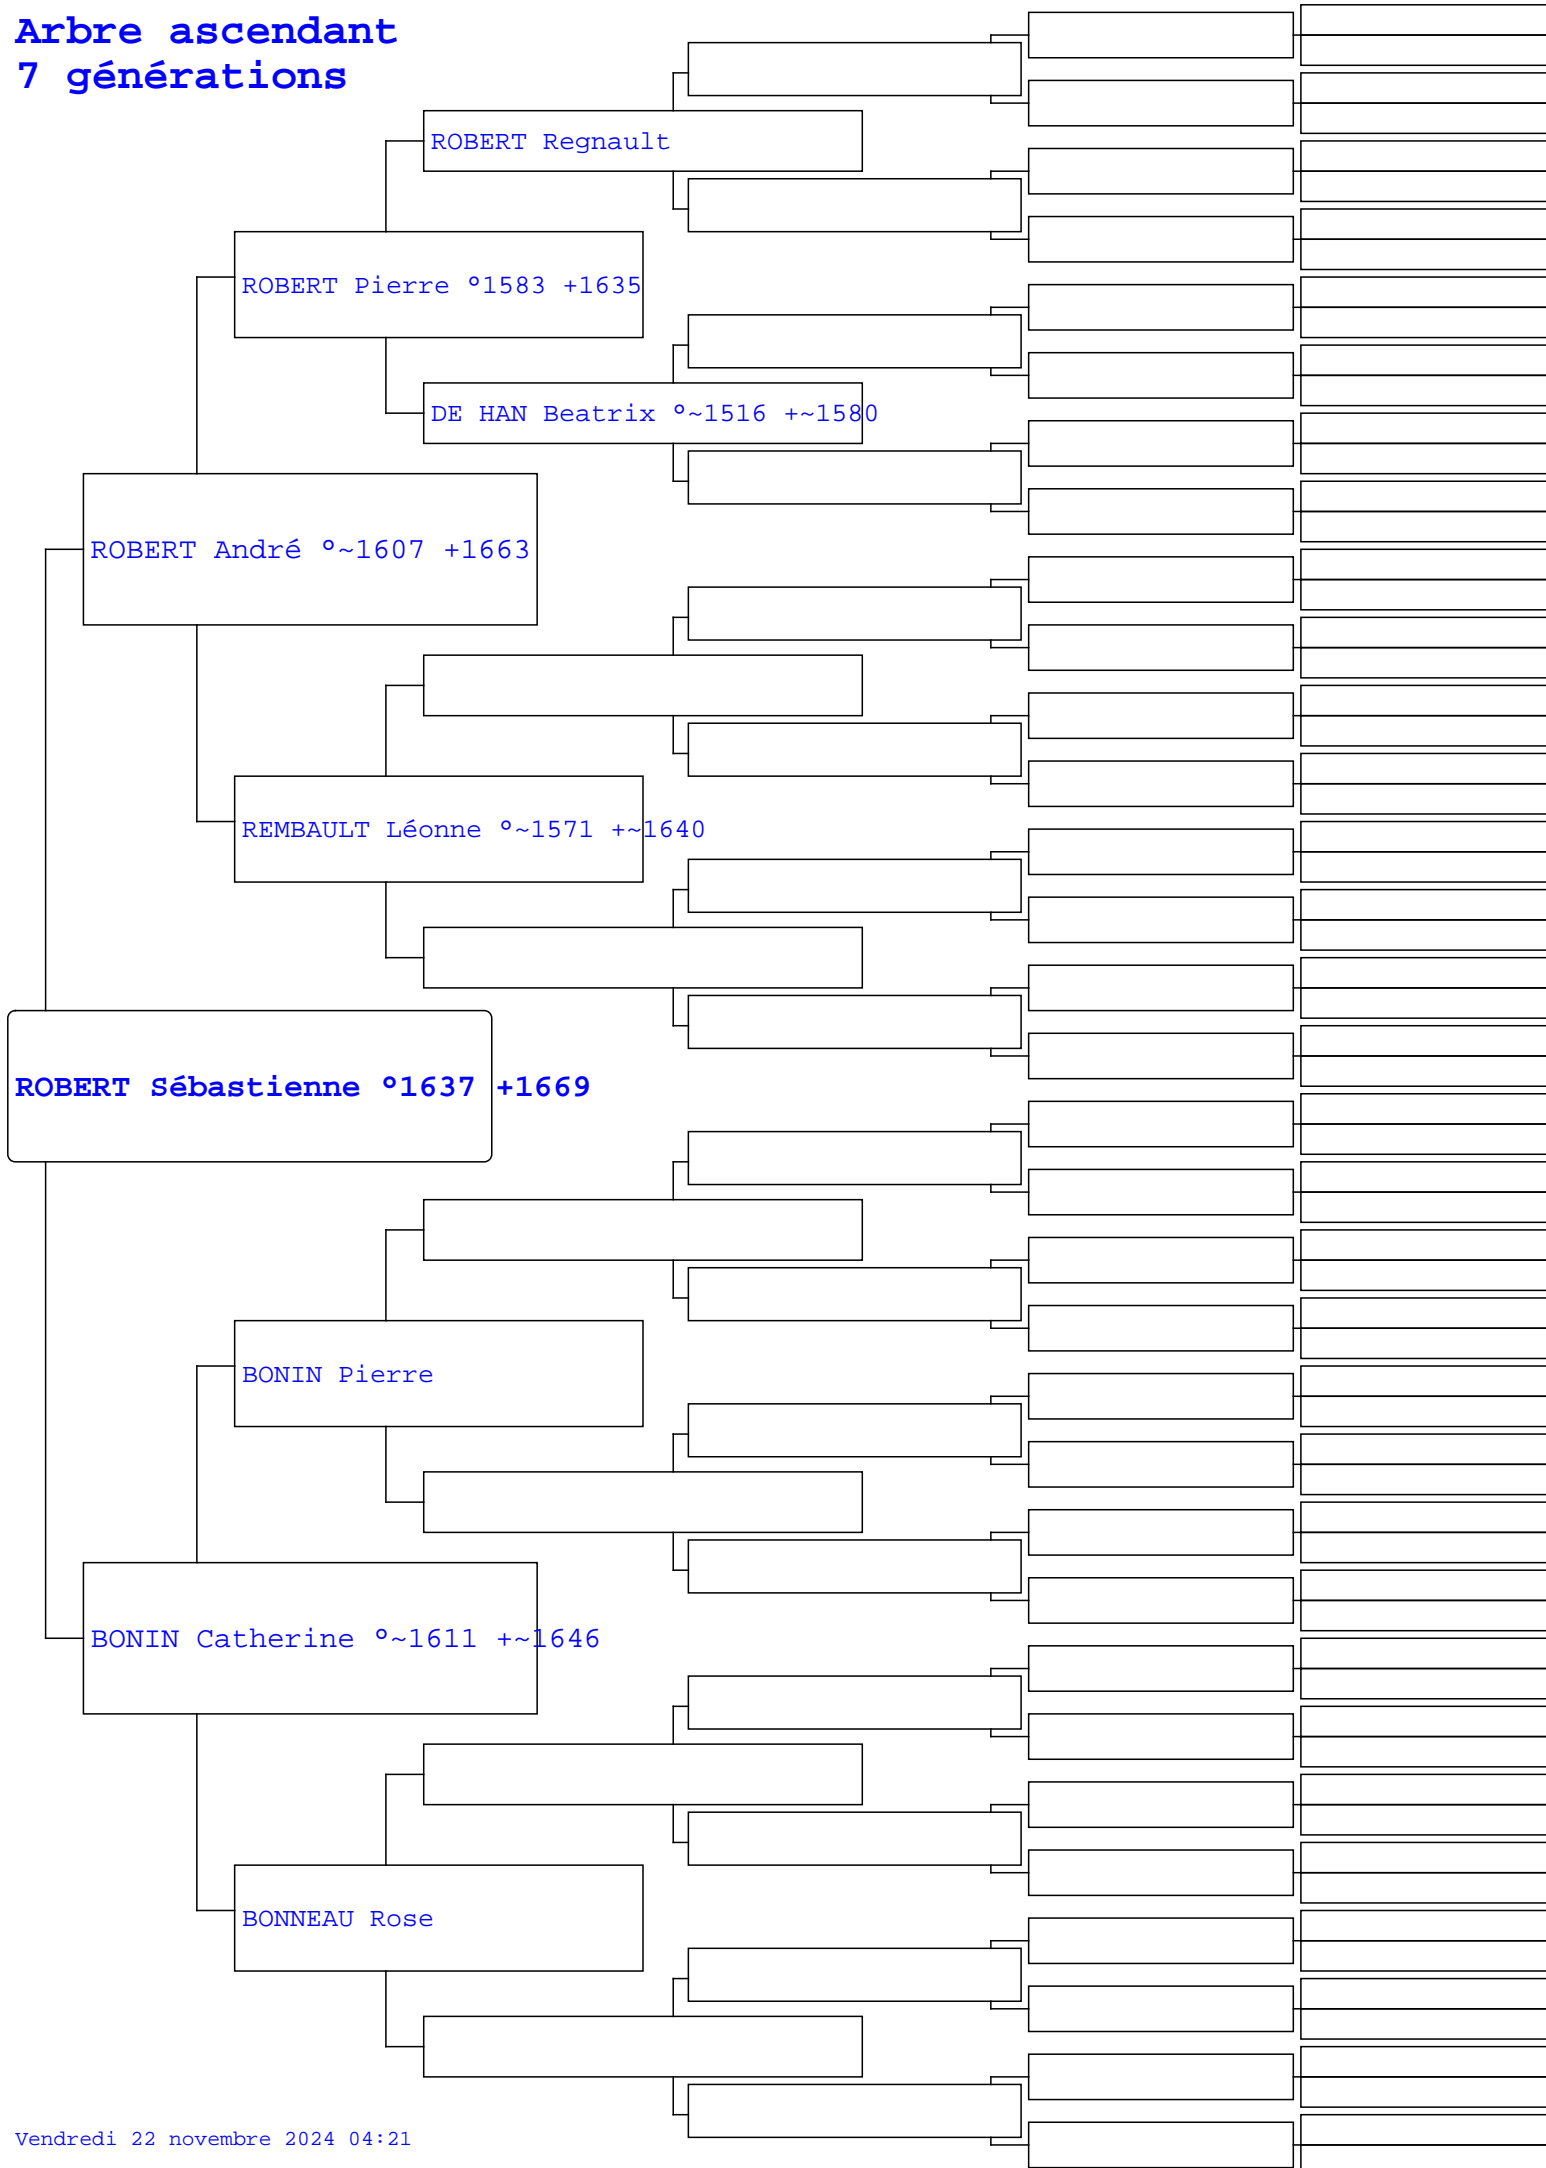 Arbre ascendant
7 générations
ROBERT Regnault
ROBERT Pierre °1583 +1635
DE HAN Beatrix °~1516 +~1580
ROBERT André °~1607 +1663
REMBAULT Léonne °~1571 +~1640
ROBERT Sébastienne °1637 +1669
BONIN Pierre
BONIN Catherine °~1611 +~1646
BONNEAU Rose
Vendredi 22 novembre 2024 04:21